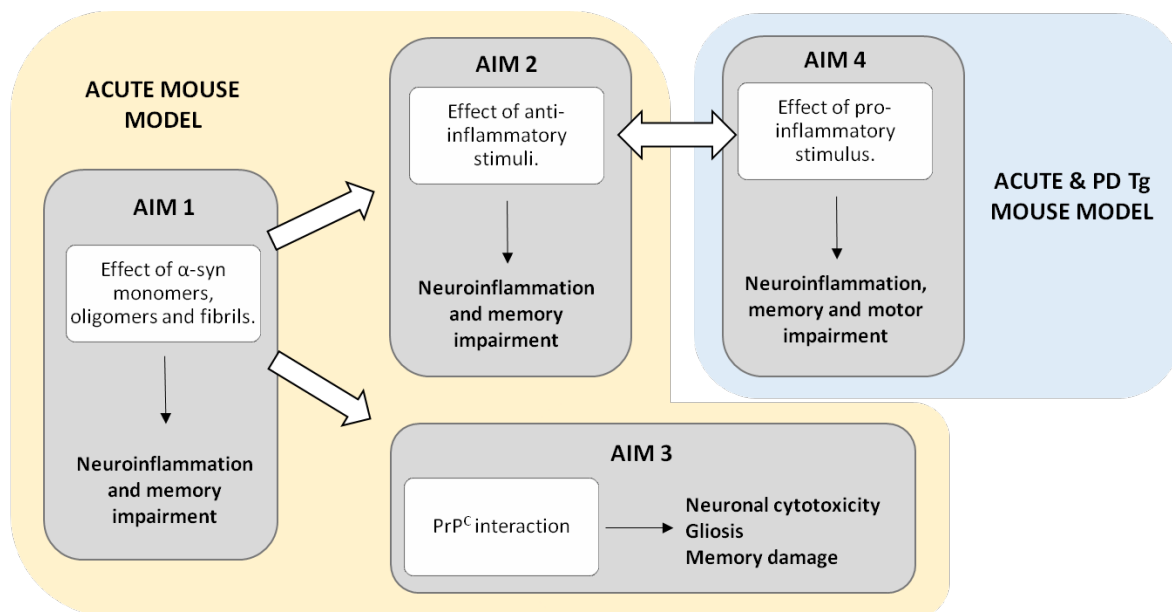 ACUTE MOUSE
MODEL
AIM 1
Effect of α-syn
monomers,
oligomers and fibrils.
Neuroinflammation
and memory
impairment
AIM 2
Effect of anti-
inflammatory
stimuli.
Neuroinflammation
and memory
impairment
AIM 4
Effect of pro-
inflammatory
stimulus.
Neuroinflammation,
memory and motor
impairment
ACUTE & PD Tg
MOUSE MODEL
AIM 3
PrPᶜ interaction
Neuronal cytotoxicity
Gliosis
Memory damage